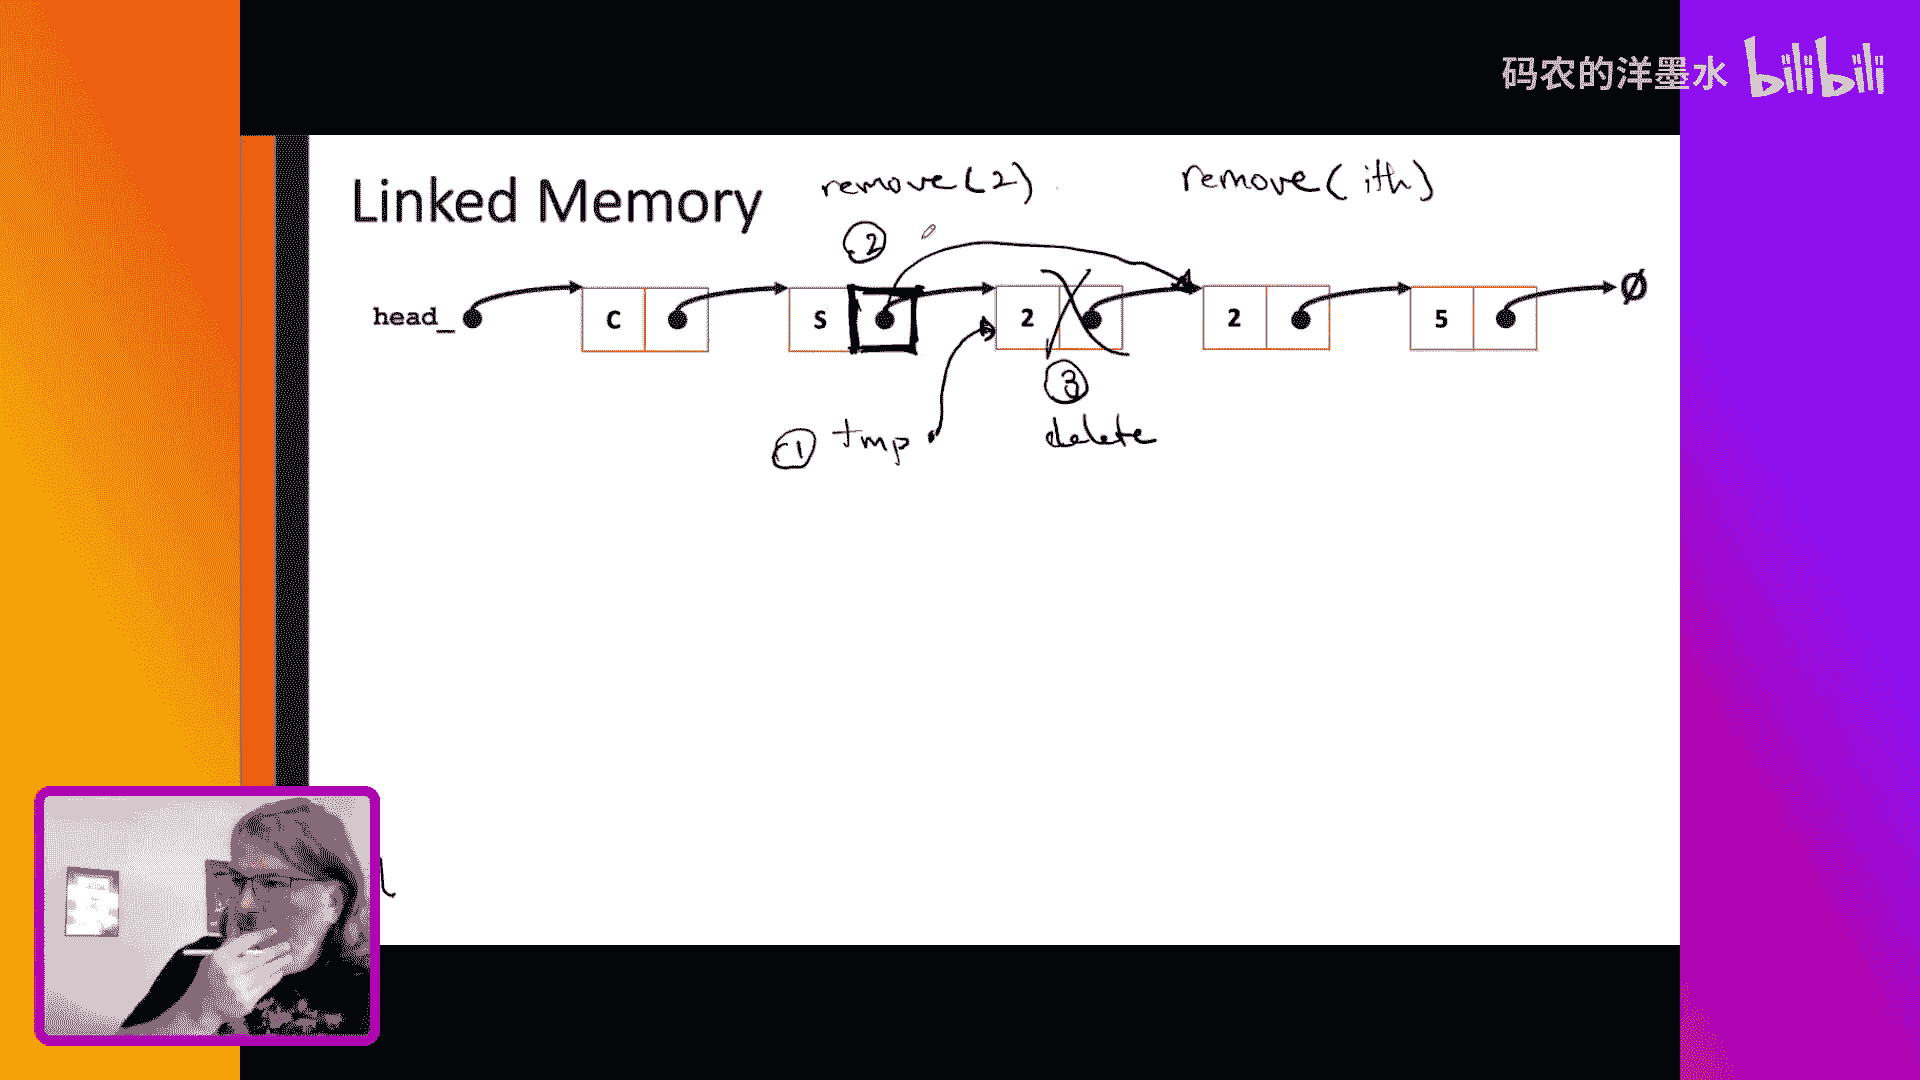 码农的洋墨水 bilibili
Linked Memory remove(2) remove(ith)
②
head_ C S 2 2 5 Ø
③
① tmp delete